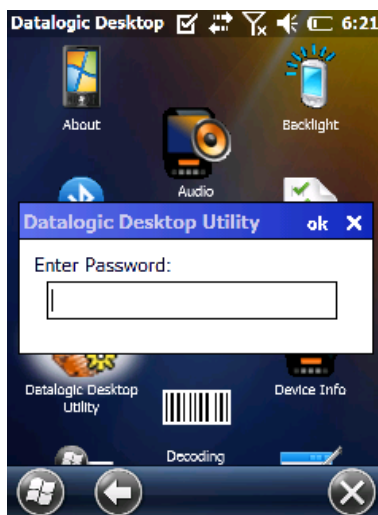 Datalogic Desktop 6:21
About
Backlight
Audio
Datalogic Desktop Utility ok X
Enter Password:
Datalogic Desktop
Utility
Device Info
Decoding